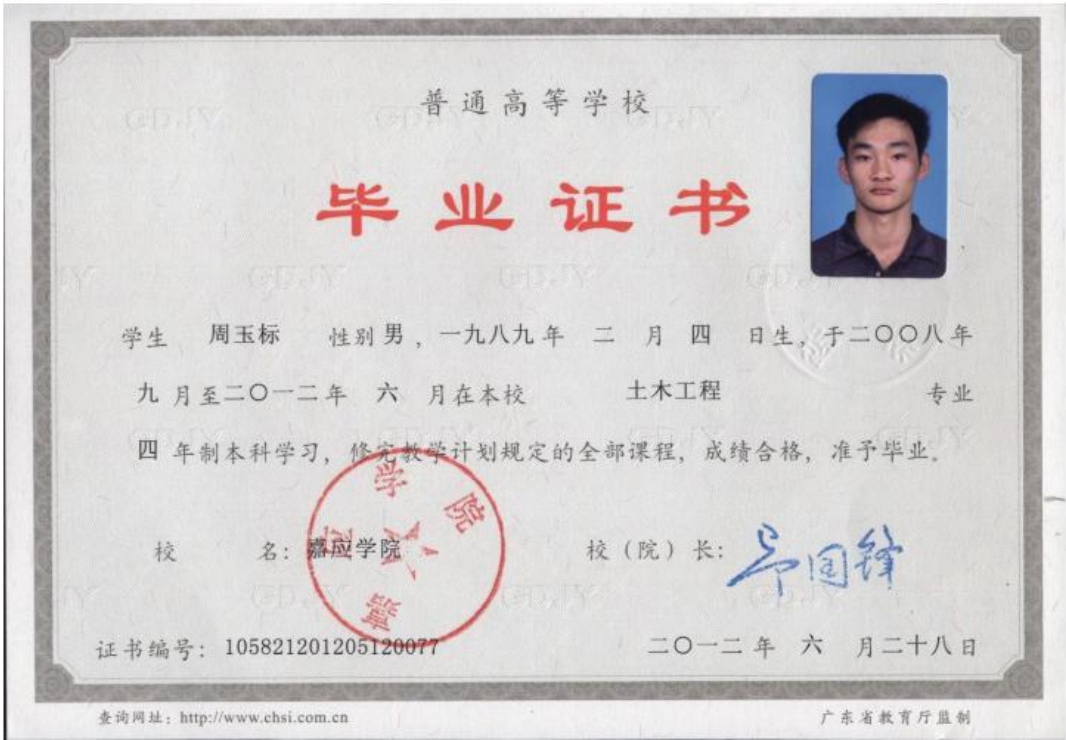 普通高等学校
毕业证书
学生 周玉标 性别 男 , 一九八九 年 二 月 四 日生, 于二〇〇八年
九 月至二〇一二年 六 月在本校 土木工程 专业
四 年制本科学习, 修完教学计划规定的全部课程, 成绩合格, 准予毕业。
嘉应学院
校 名: 嘉应学院 校（院）长:
证书编号: 105821201205120077 二〇一二年 六 月二十八日
查询网址: http://www.chsi.com.cn 广东省教育厅监制
GDJY